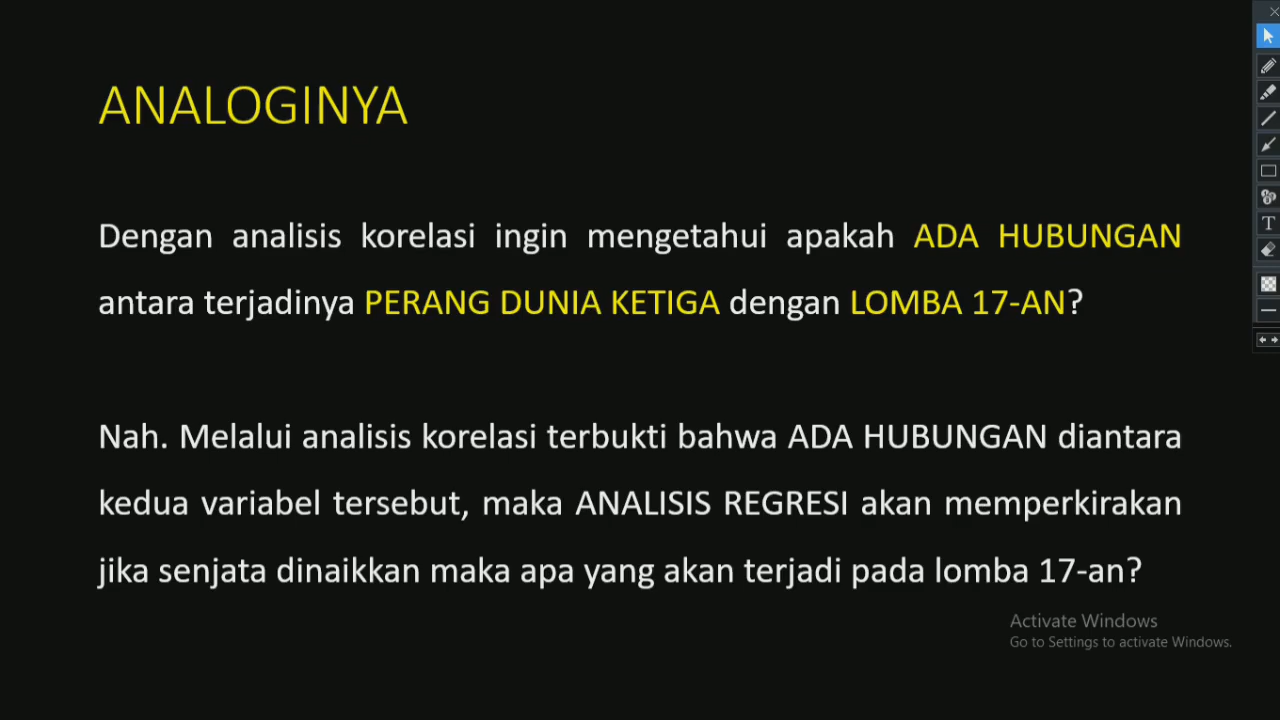 ANALOGINYA
Dengan analisis korelasi ingin mengetahui apakah ADA HUBUNGAN
antara terjadinya PERANG DUNIA KETIGA dengan LOMBA 17-AN?
Nah. Melalui analisis korelasi terbukti bahwa ADA HUBUNGAN diantara
kedua variabel tersebut, maka ANALISIS REGRESI akan memperkirakan
jika senjata dinaikkan maka apa yang akan terjadi pada lomba 17-an?
Activate Windows
Go to Settings to activate Windows.